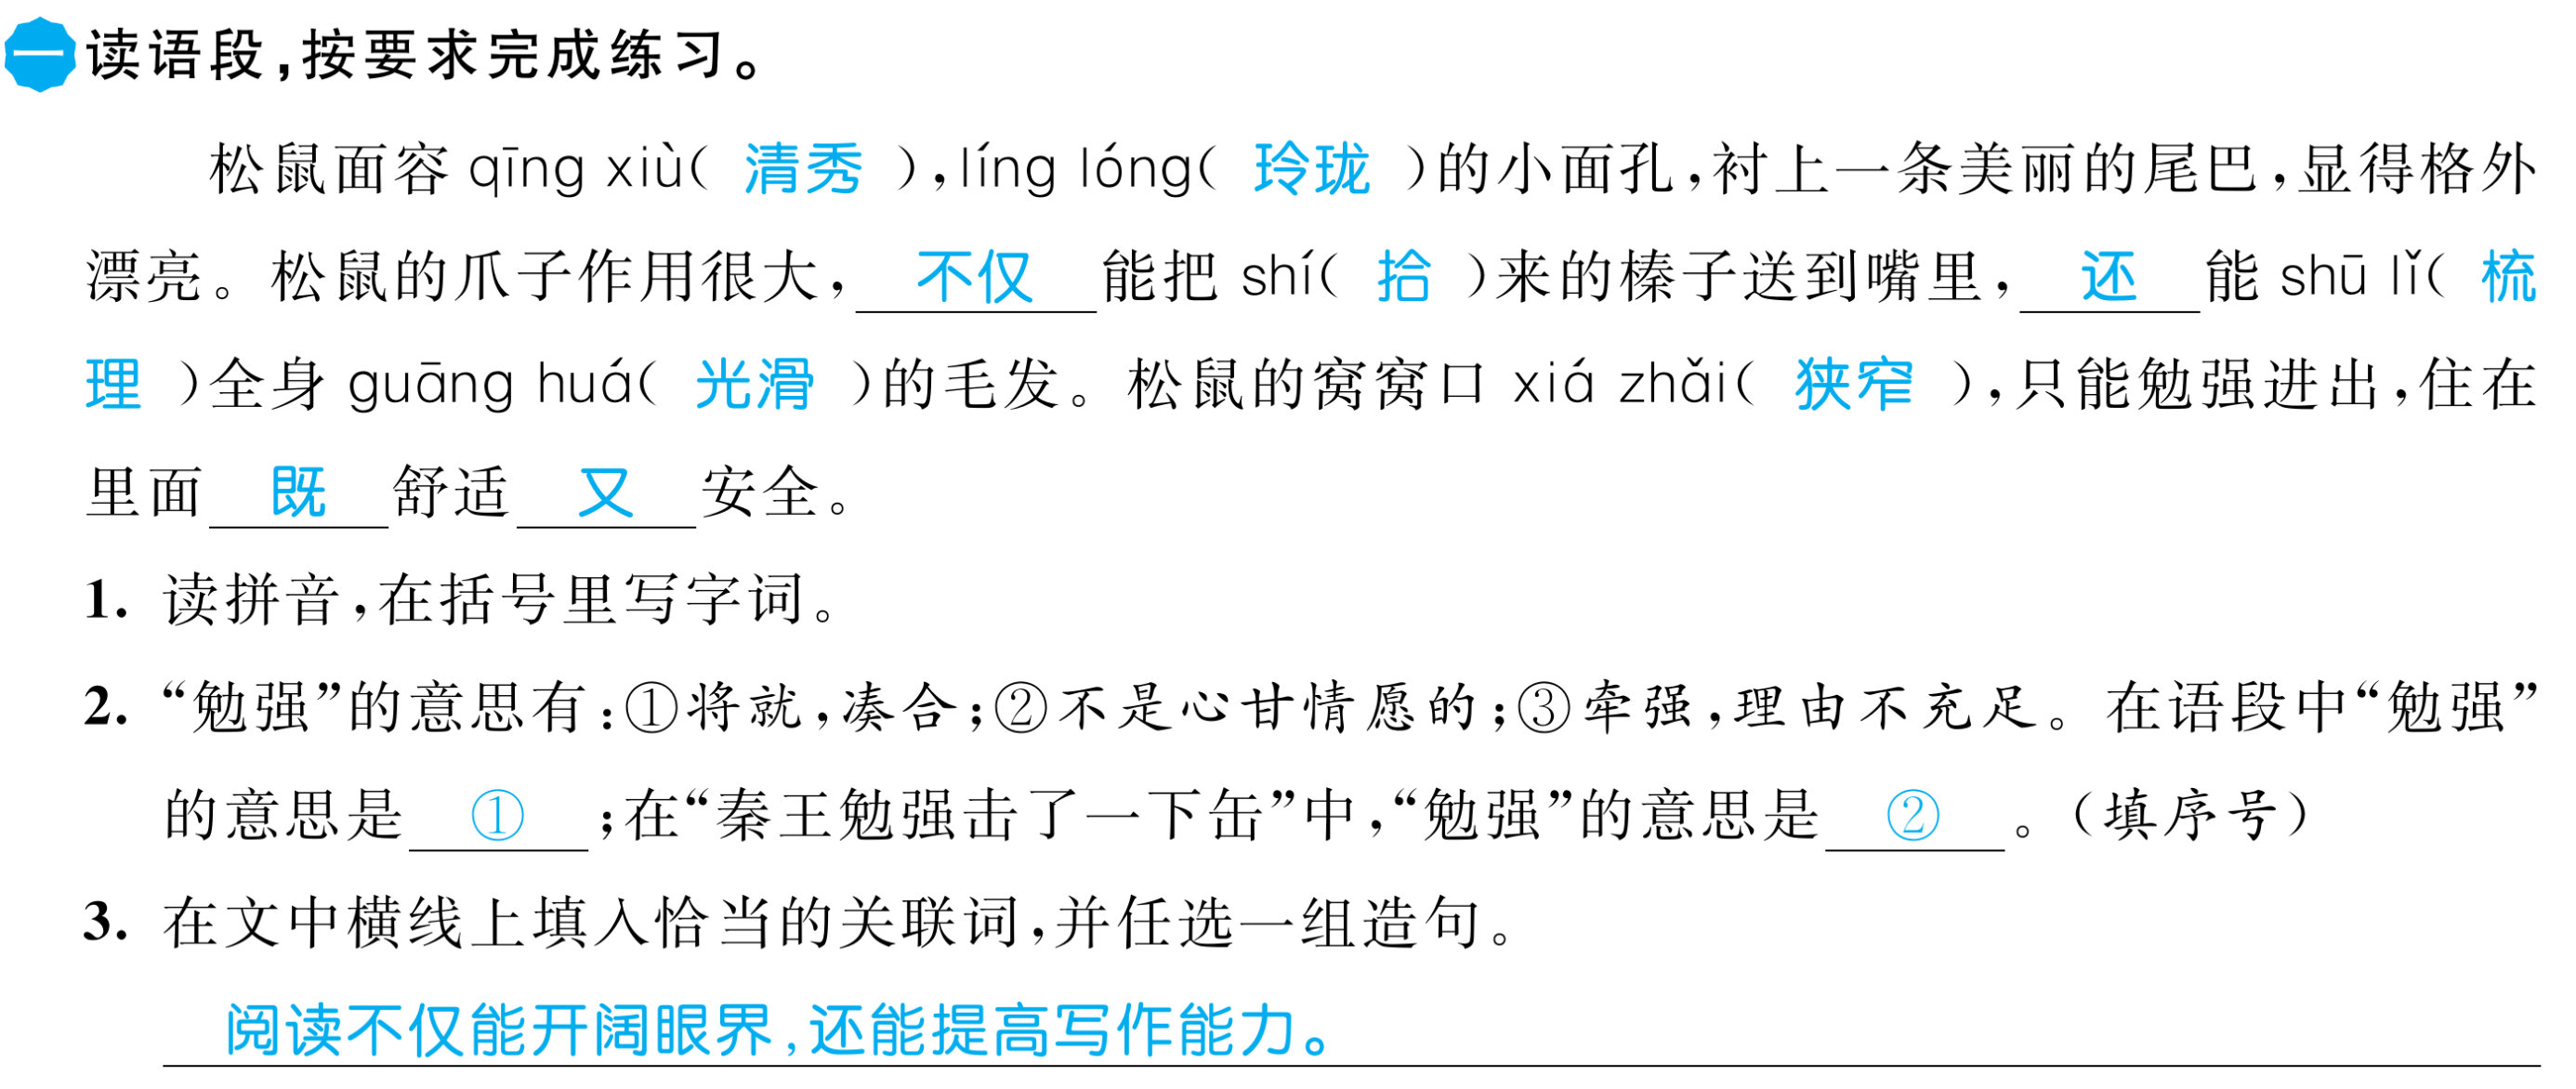 一 读语段,按要求完成练习。
松鼠面容 qīng xiù( 清秀 ),líng lóng( 玲珑 )的小面孔,衬上一条美丽的尾巴,显得格外
漂亮。松鼠的爪子作用很大, 不仅 能把 shí( 拾 )来的榛子送到嘴里, 还 能 shū lǐ( 梳
理 )全身 guāng huá( 光滑 )的毛发。松鼠的窝窝口 xiá zhǎi( 狭窄 ),只能勉强进出,住在
里面 既 舒适 又 安全。
1. 读拼音,在括号里写字词。
2. “勉强”的意思有:①将就,凑合;②不是心甘情愿的;③牵强,理由不充足。在语段中“勉强”
的意思是 ① ;在“秦王勉强击了一下缶”中,“勉强”的意思是 ② 。(填序号)
3. 在文中横线上填入恰当的关联词,并任选一组造句。
阅读不仅能开阔眼界,还能提高写作能力。